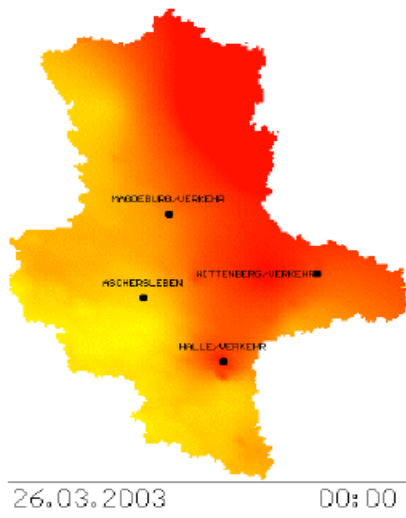 MAGDEBURG/VERKEHR
WITTENBERG/VERKEHR
ASCHERSLEBEN
HALLE/VERKEHR
26.03.2003 00:00